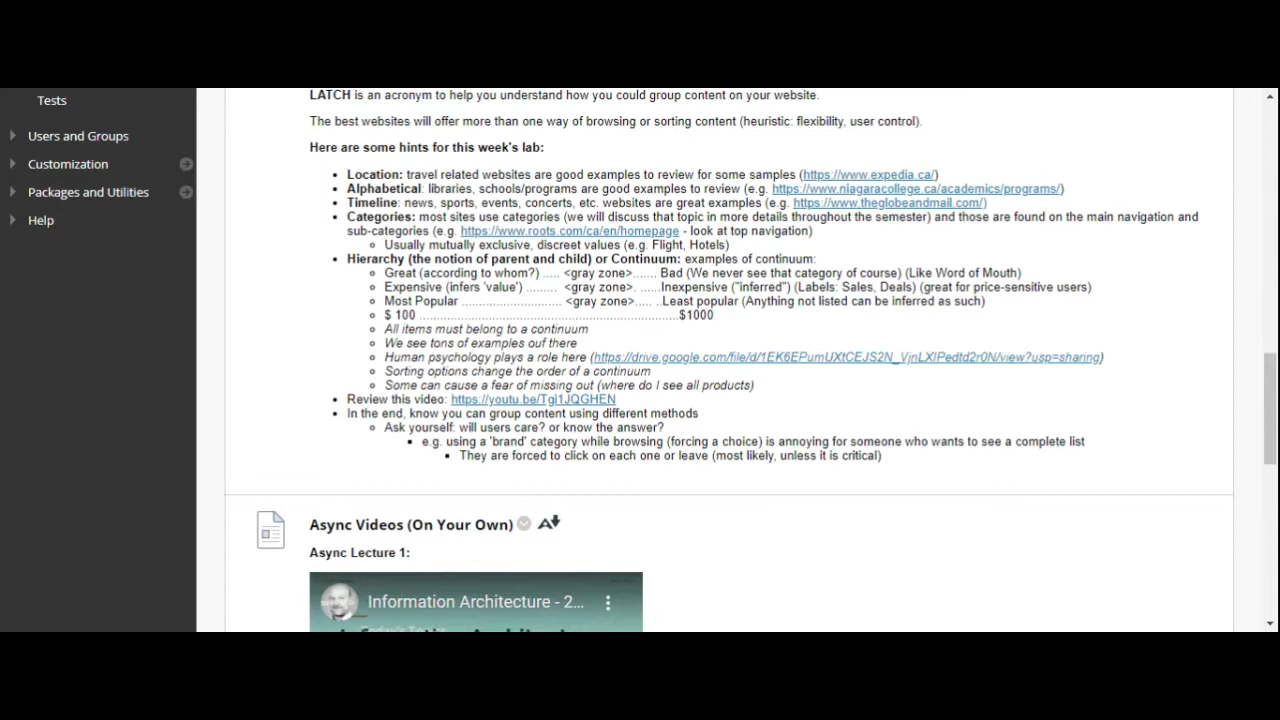 Tests
Users and Groups
Customization
Packages and Utilities
Help
LATCH is an acronym to help you understand how you could group content on your website.
The best websites will offer more than one way of browsing or sorting content (heuristic: flexibility, user control).
Here are some hints for this week's lab:
Location: travel related websites are good examples to review for some samples (https://www.expedia.ca/)
Alphabetical: libraries, schools/programs are good examples to review (e.g. https://www.niagaracollege.ca/academics/programs/)
Timeline: news, sports, events, concerts, etc. websites are great examples (e.g. https://www.theglobeandmail.com/)
Categories: most sites use categories (we will discuss that topic in more details throughout the semester) and those are found on the main navigation and
sub-categories (e.g. https://www.roots.com/ca/en/homepage - look at top navigation)
Usually mutually exclusive, discreet values (e.g. Flight, Hotels)
Hierarchy (the notion of parent and child) or Continuum: examples of continuum:
Great (according to whom?) ..... <gray zone>....... Bad (We never see that category of course) (Like Word of Mouth)
Expensive (infers 'value') ......... <gray zone>. ......Inexpensive ("inferred") (Labels: Sales, Deals) (great for price-sensitive users)
Most Popular ............................. <gray zone>..... ..Least popular (Anything not listed can be inferred as such)
$ 100 ..................................................................$1000
All items must belong to a continuum
We see tons of examples out there
Human psychology plays a role here (https://drive.google.com/file/d/1EK6EPumUXtCEJS2N_VjnLXlPedtd2r0N/view?usp=sharing)
Sorting options change the order of a continuum
Some can cause a fear of missing out (where do I see all products)
Review this video: https://youtu.be/Tgi1JQGHEN
In the end, know you can group content using different methods
Ask yourself: will users care? or know the answer?
e.g. using a 'brand' category while browsing (forcing a choice) is annoying for someone who wants to see a complete list
They are forced to click on each one or leave (most likely, unless it is critical)
Async Videos (On Your Own)
Async Lecture 1:
Information Architecture - 2...